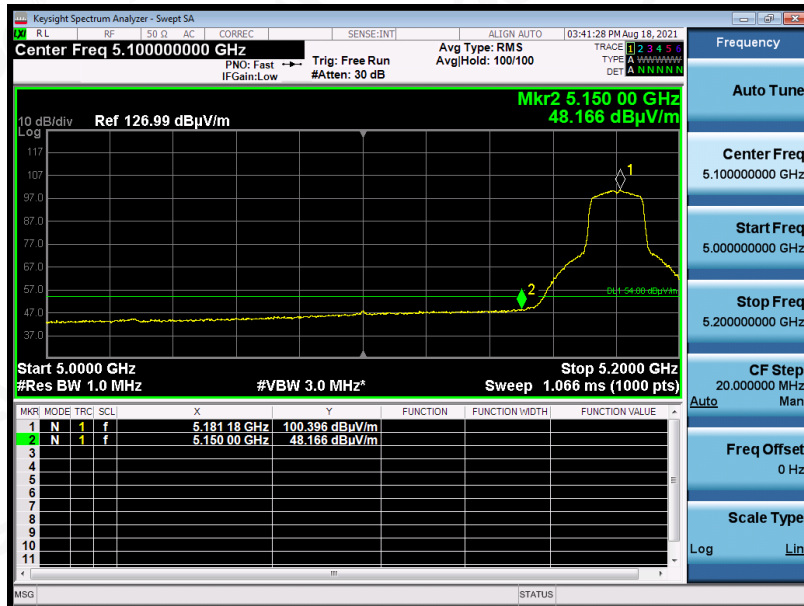 Keysight Spectrum Analyzer - Swept SA
LXI RL RF 50 Ω AC CORREC SENSE:INT ALIGN AUTO 03:41:28 PM Aug 18, 2021
Center Freq 5.100000000 GHz
PNO: Fast
IFGain:Low
Trig: Free Run
#Atten: 30 dB
Avg Type: RMS
Avg|Hold: 100/100
TRACE 1 2 3 4 5 6
TYPE A WWWWW
DET A N N N N N
Mkr2 5.150 00 GHz
48.166 dBµV/m
10 dB/div Ref 126.99 dBµV/m
Log
117
107
97.0
87.0
77.0
67.0
57.0
47.0
37.0
1
2
DL1 54.00 dBµV/m
Start 5.0000 GHz Stop 5.2000 GHz
#Res BW 1.0 MHz #VBW 3.0 MHz* Sweep 1.066 ms (1000 pts)
MKR MODE TRC SCL X Y FUNCTION FUNCTION WIDTH FUNCTION VALUE
1 N 1 f 5.181 18 GHz 100.396 dBµV/m
2 N 1 f 5.150 00 GHz 48.166 dBµV/m
3
4
5
6
7
8
9
10
11
MSG STATUS
Frequency
Auto Tune
Center Freq
5.100000000 GHz
Start Freq
5.000000000 GHz
Stop Freq
5.200000000 GHz
CF Step
20.000000 MHz
Auto Man
Freq Offset
0 Hz
Scale Type
Log Lin